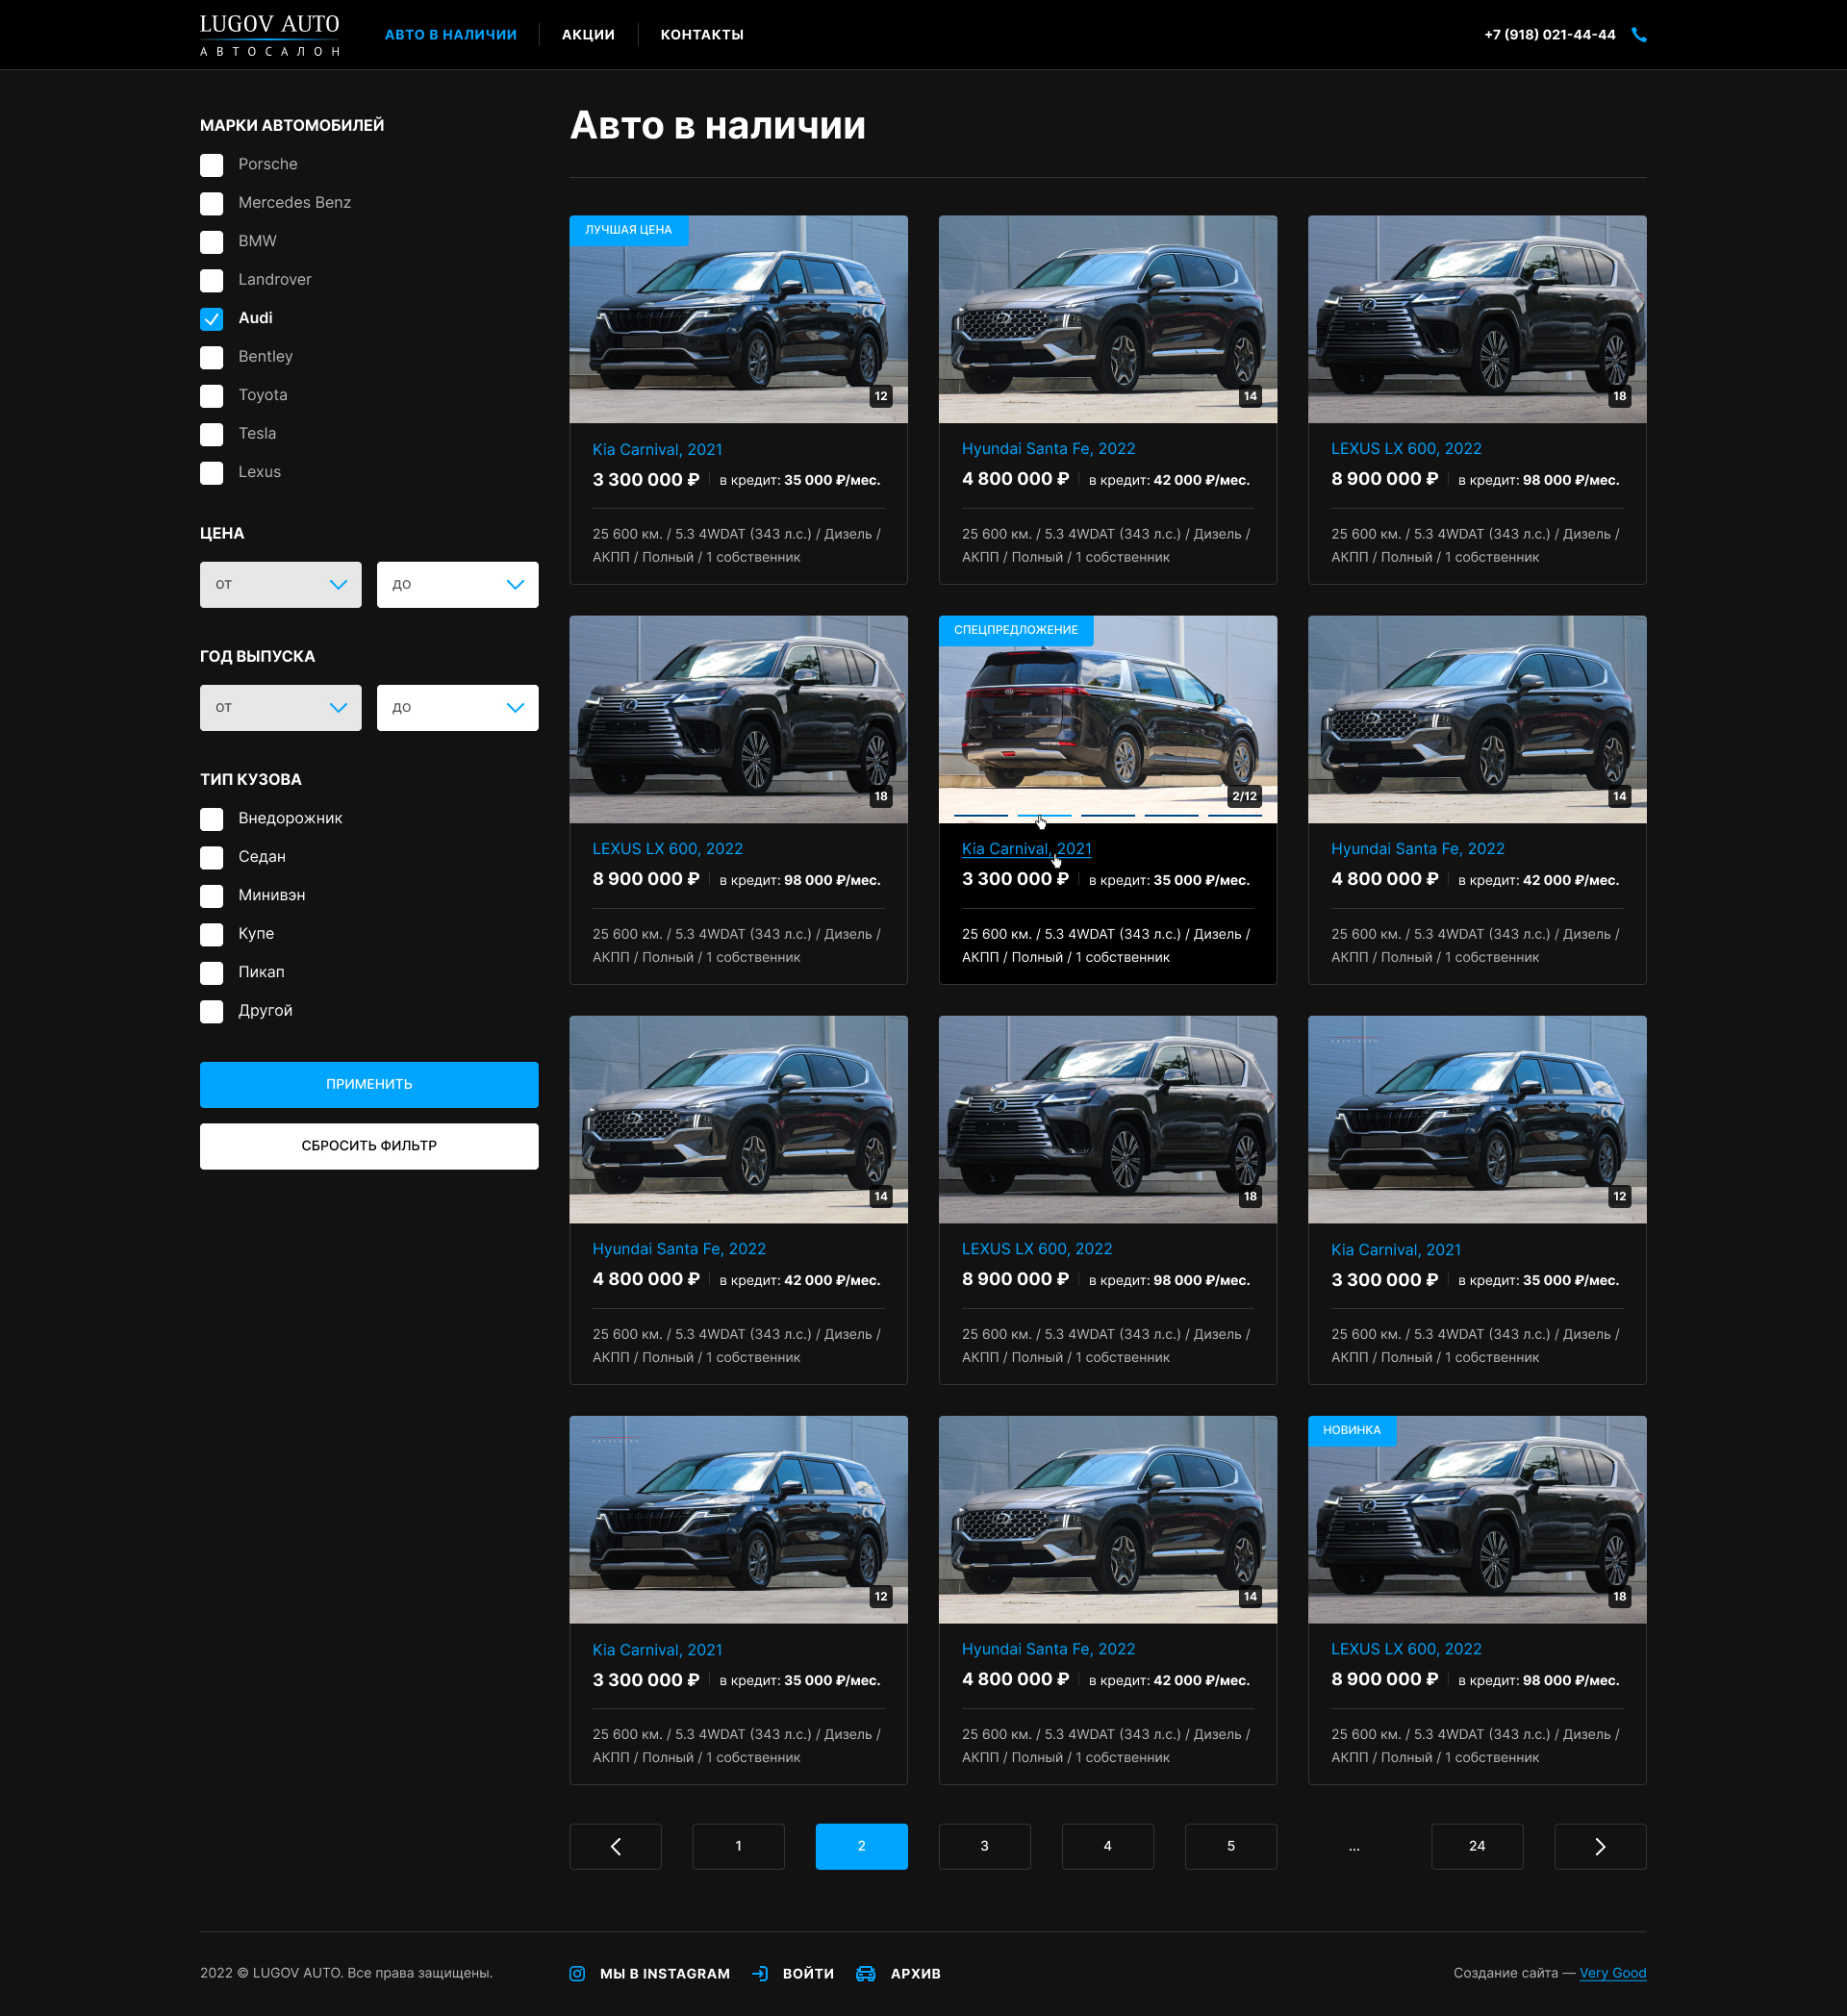 LUGOV AUTO
АВТОСАЛОН
АВТО В НАЛИЧИИ
АКЦИИ
КОНТАКТЫ
+7 (918) 021-44-44
МАРКИ АВТОМОБИЛЕЙ
Porsche
Mercedes Benz
BMW
Landrover
Audi
Bentley
Toyota
Tesla
Lexus
ЦЕНА
от
до
ГОД ВЫПУСКА
от
до
ТИП КУЗОВА
Внедорожник
Седан
Минивэн
Купе
Пикап
Другой
ПРИМЕНИТЬ
СБРОСИТЬ ФИЛЬТР
Авто в наличии
ЛУЧШАЯ ЦЕНА
12
Kia Carnival, 2021
3 300 000 ₽
в кредит: 35 000 ₽/мес.
25 600 км. / 5.3 4WDAT (343 л.с.) / Дизель /
АКПП / Полный / 1 собственник
14
Hyundai Santa Fe, 2022
4 800 000 ₽
в кредит: 42 000 ₽/мес.
25 600 км. / 5.3 4WDAT (343 л.с.) / Дизель /
АКПП / Полный / 1 собственник
18
LEXUS LX 600, 2022
8 900 000 ₽
в кредит: 98 000 ₽/мес.
25 600 км. / 5.3 4WDAT (343 л.с.) / Дизель /
АКПП / Полный / 1 собственник
18
LEXUS LX 600, 2022
8 900 000 ₽
в кредит: 98 000 ₽/мес.
25 600 км. / 5.3 4WDAT (343 л.с.) / Дизель /
АКПП / Полный / 1 собственник
СПЕЦПРЕДЛОЖЕНИЕ
2/12
Kia Carnival, 2021
3 300 000 ₽
в кредит: 35 000 ₽/мес.
25 600 км. / 5.3 4WDAT (343 л.с.) / Дизель /
АКПП / Полный / 1 собственник
14
Hyundai Santa Fe, 2022
4 800 000 ₽
в кредит: 42 000 ₽/мес.
25 600 км. / 5.3 4WDAT (343 л.с.) / Дизель /
АКПП / Полный / 1 собственник
14
Hyundai Santa Fe, 2022
4 800 000 ₽
в кредит: 42 000 ₽/мес.
25 600 км. / 5.3 4WDAT (343 л.с.) / Дизель /
АКПП / Полный / 1 собственник
18
LEXUS LX 600, 2022
8 900 000 ₽
в кредит: 98 000 ₽/мес.
25 600 км. / 5.3 4WDAT (343 л.с.) / Дизель /
АКПП / Полный / 1 собственник
12
Kia Carnival, 2021
3 300 000 ₽
в кредит: 35 000 ₽/мес.
25 600 км. / 5.3 4WDAT (343 л.с.) / Дизель /
АКПП / Полный / 1 собственник
12
Kia Carnival, 2021
3 300 000 ₽
в кредит: 35 000 ₽/мес.
25 600 км. / 5.3 4WDAT (343 л.с.) / Дизель /
АКПП / Полный / 1 собственник
14
Hyundai Santa Fe, 2022
4 800 000 ₽
в кредит: 42 000 ₽/мес.
25 600 км. / 5.3 4WDAT (343 л.с.) / Дизель /
АКПП / Полный / 1 собственник
НОВИНКА
18
LEXUS LX 600, 2022
8 900 000 ₽
в кредит: 98 000 ₽/мес.
25 600 км. / 5.3 4WDAT (343 л.с.) / Дизель /
АКПП / Полный / 1 собственник
1
2
3
4
5
...
24
2022 © LUGOV AUTO. Все права защищены.
МЫ В INSTAGRAM
ВОЙТИ
АРХИВ
Создание сайта — Very Good